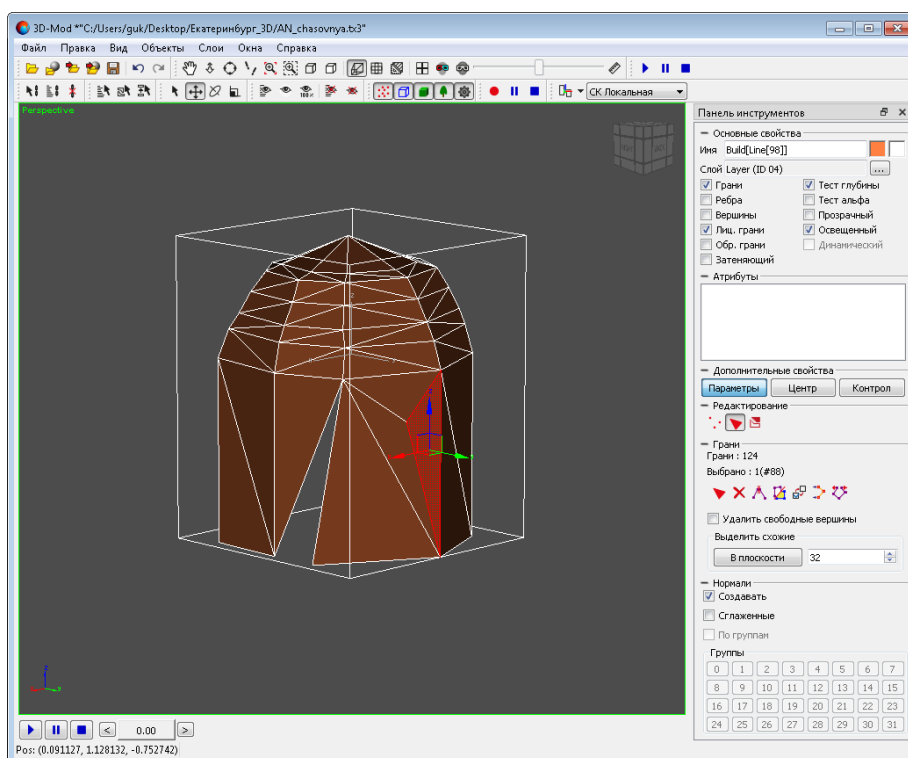 3D-Mod *"C:/Users/guk/Desktop/Екатеринбург_3D/AN_chasovnya.tx3"
Файл Правка Вид Объекты Слои Окна Справка
100%
СК Локальная
Perspective
Панель инструментов
Основные свойства
Имя Build[Line[98]]
Слой Layer (ID 04) ...
Грани Тест глубины
Ребра Тест альфа
Вершины Прозрачный
Лиц. грани Освещенный
Обр. грани Динамический
Затеняющий
Атрибуты
Дополнительные свойства
Параметры Центр Контрол
Редактирование
Грани
Грани : 124
Выбрано : 1(#88)
Удалить свободные вершины
Выделить схожие
В плоскости 32
Нормали
Создавать
Сглаженные
По группам
Группы
0 1 2 3 4 5 6 7
8 9 10 11 12 13 14 15
16 17 18 19 20 21 22 23
24 25 26 27 28 29 30 31
z
< 0.00 >
Pos: (0.091127, 1.128132, -0.752742)